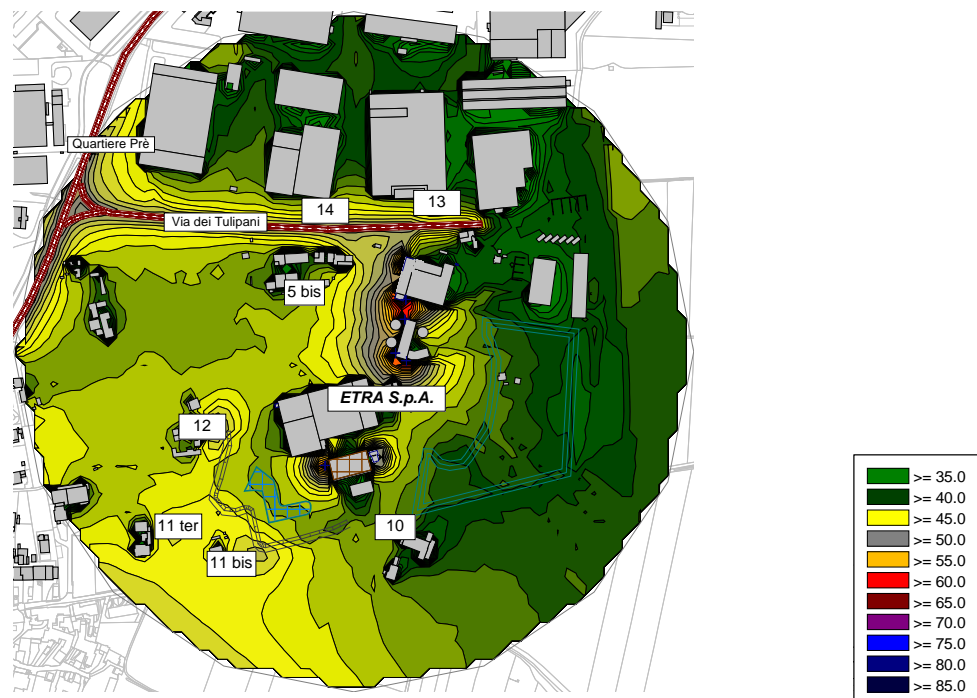 Quartiere Prè
Via dei Tulipani
14
13
5 bis
ETRA S.p.A.
12
11 ter
11 bis
10
>= 35.0
>= 40.0
>= 45.0
>= 50.0
>= 55.0
>= 60.0
>= 65.0
>= 70.0
>= 75.0
>= 80.0
>= 85.0